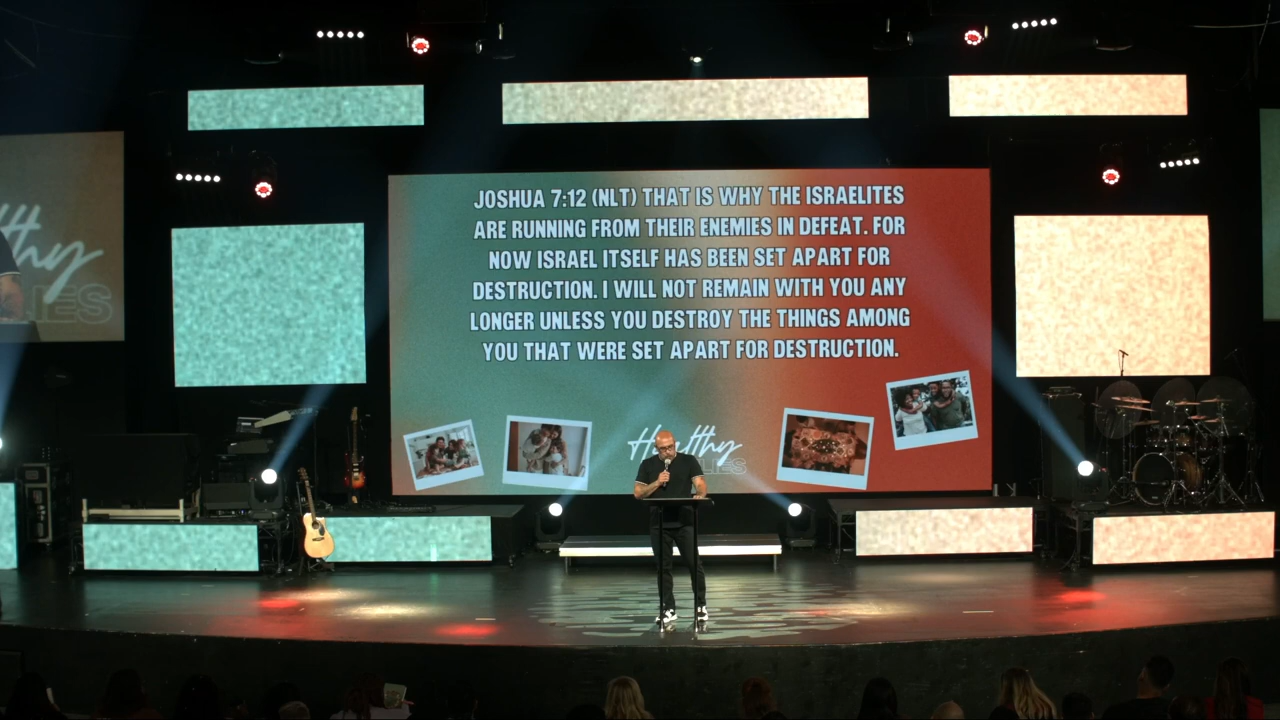 JOSHUA 7:12 (NLT) THAT IS WHY THE ISRAELITES
ARE RUNNING FROM THEIR ENEMIES IN DEFEAT. FOR
NOW ISRAEL ITSELF HAS BEEN SET APART FOR
DESTRUCTION. I WILL NOT REMAIN WITH YOU ANY
LONGER UNLESS YOU DESTROY THE THINGS AMONG
YOU THAT WERE SET APART FOR DESTRUCTION.
Healthy